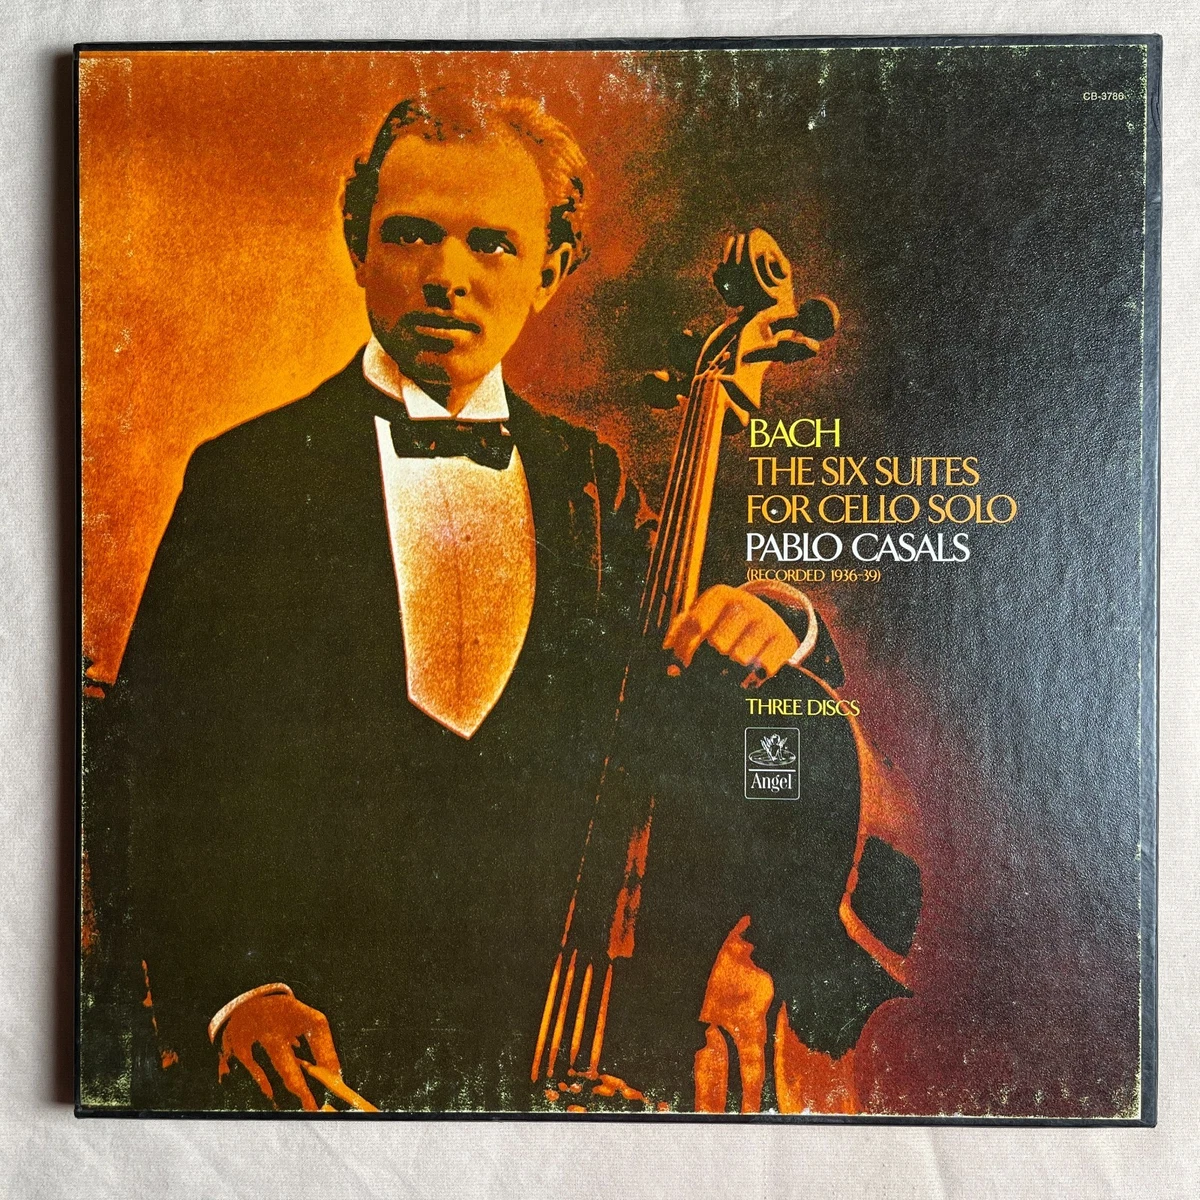 CB-3786
BACH
THE SIX SUITES
FOR CELLO SOLO
PABLO CASALS
(RECORDED 1936-39)
THREE DISCS
Angel